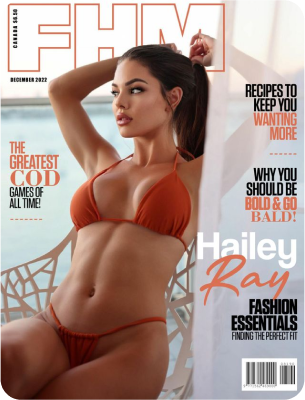 CANADA $6.50
FHM
DECEMBER 2022
RECIPES TO
KEEP YOU
WANTING
MORE
THE
GREATEST
COD
GAMES OF
ALL TIME!
WHY YOU
SHOULD BE
BOLD & GO
BALD!
Hailey
Ray
FASHION
ESSENTIALS
FINDING THE PERFECT FIT